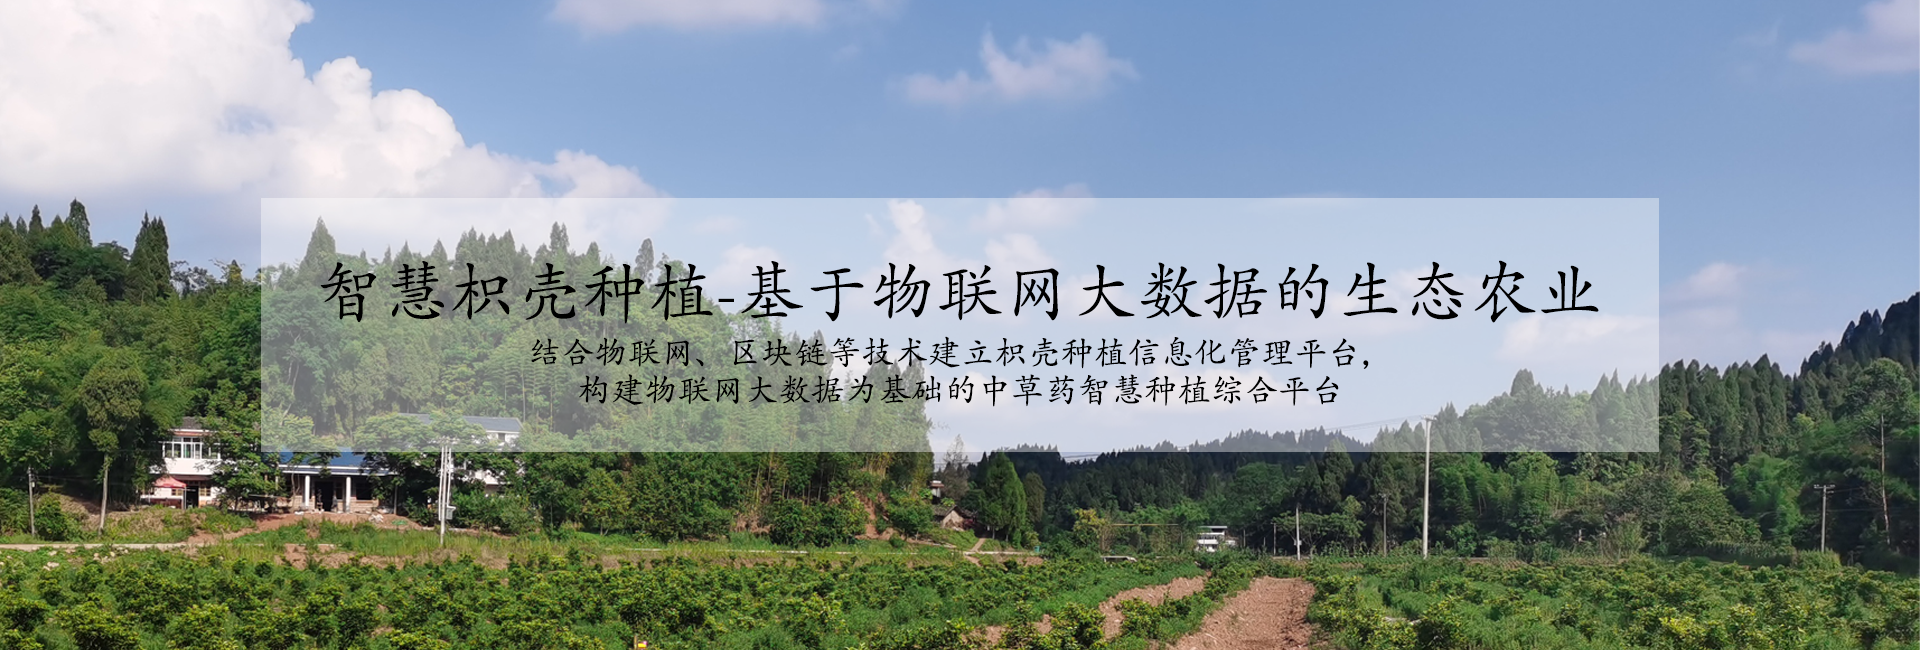 智慧枳壳种植-基于物联网大数据的生态农业
结合物联网、区块链等技术建立枳壳种植信息化管理平台，
构建物联网大数据为基础的中草药智慧种植综合平台